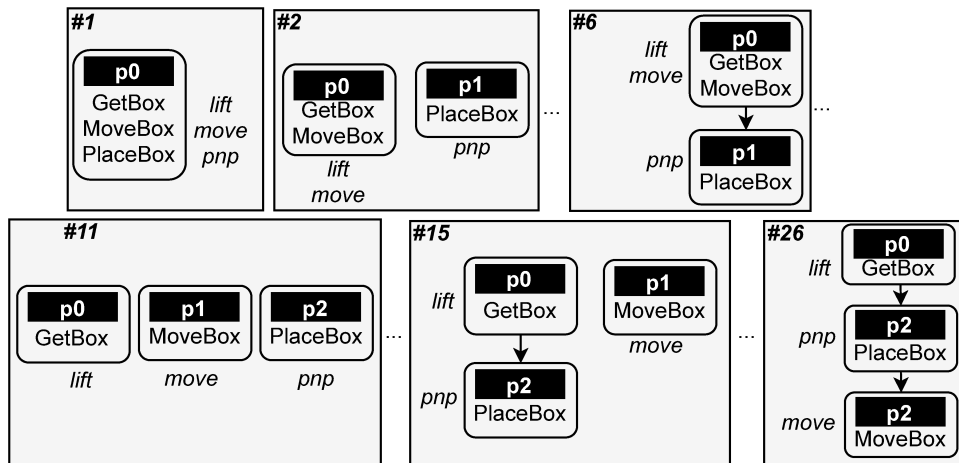 #1
p0
GetBox
MoveBox
PlaceBox
lift
move
pnp
#2
p0
GetBox
MoveBox
lift
move
p1
PlaceBox
pnp
...
#6
lift
move
p0
GetBox
MoveBox
pnp
p1
PlaceBox
...
#11
p0
GetBox
lift
p1
MoveBox
move
p2
PlaceBox
pnp
...
#15
lift
p0
GetBox
pnp
p2
PlaceBox
p1
MoveBox
move
...
#26
lift
p0
GetBox
pnp
p2
PlaceBox
move
p2
MoveBox